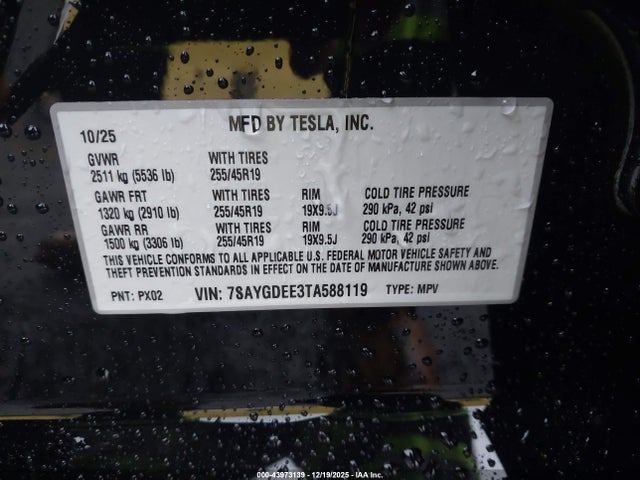 MFD BY TESLA, INC.
10/25
GVWR WITH TIRES
2511 kg (5536 lb) 255/45R19
GAWR FRT WITH TIRES RIM COLD TIRE PRESSURE
1320 kg (2910 lb) 255/45R19 19X9.5J 290 kPa, 42 psi
GAWR RR WITH TIRES RIM COLD TIRE PRESSURE
1500 kg (3306 lb) 255/45R19 19X9.5J 290 kPa, 42 psi
THIS VEHICLE CONFORMS TO ALL APPLICABLE U.S. FEDERAL MOTOR VEHICLE SAFETY AND
THEFT PREVENTION STANDARDS IN EFFECT ON THE DATE OF MANUFACTURE SHOWN ABOVE.
PNT: PX02 VIN: 7SAYGDEE3TA588119 TYPE: MPV
000-43973139 - 12/19/2025 - IAA Inc.